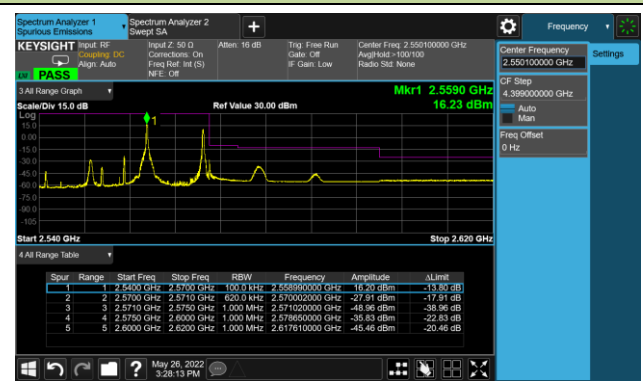 Spectrum Analyzer 1
Spurious Emissions
Spectrum Analyzer 2
Swept SA
+
Frequency
KEYSIGHT
Input: RF
Coupling: DC
Align: Auto
Input Z: 50 Ω
Corrections: On
Freq Ref: Int (S)
NFE: Off
Atten: 16 dB
Trig: Free Run
Gate: Off
IF Gain: Low
Center Freq: 2.550100000 GHz
Avg|Hold:>100/100
Radio Std: None
PASS
Center Frequency
2.550100000 GHz
Settings
CF Step
4.399000000 GHz
Auto
Man
Freq Offset
0 Hz
3 All Range Graph
Mkr1 2.5590 GHz
Scale/Div 15.0 dB
Ref Value 30.00 dBm
16.23 dBm
Log
1
15.0
0.00
-15.0
-30.0
-45.0
-60.0
-75.0
-90.0
-105
Start 2.540 GHz
Stop 2.620 GHz
4 All Range Table
Spur Range Start Freq Stop Freq RBW Frequency Amplitude ΔLimit
1 1 2.5400 GHz 2.5700 GHz 100.0 kHz 2.558990000 GHz 16.20 dBm -13.80 dB
2 2 2.5700 GHz 2.5710 GHz 620.0 kHz 2.570002000 GHz -27.91 dBm -17.91 dB
3 3 2.5710 GHz 2.5750 GHz 1.000 MHz 2.571020000 GHz -48.96 dBm -38.96 dB
4 4 2.5750 GHz 2.6000 GHz 1.000 MHz 2.578650000 GHz -35.83 dBm -22.83 dB
5 5 2.6000 GHz 2.6200 GHz 1.000 MHz 2.617610000 GHz -45.46 dBm -20.46 dB
?
May 26, 2022
3:28:13 PM